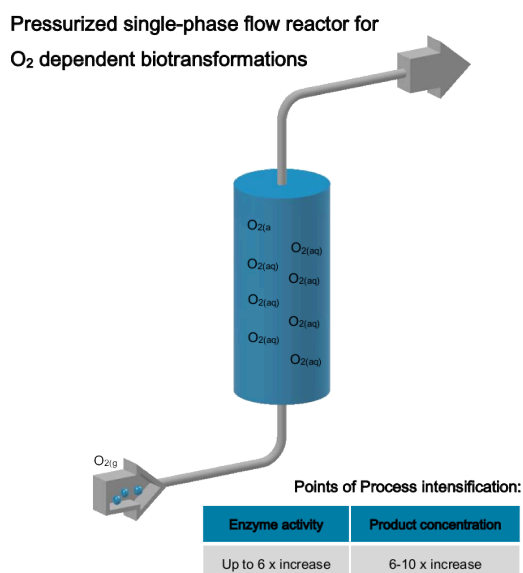 Pressurized single-phase flow reactor for
O₂ dependent biotransformations
O₂(a
O₂(aq)
O₂(aq)
O₂(aq)
O₂(aq)
O₂(aq)
O₂(aq)
O₂(aq)
O₂(g
Points of Process intensification:
Enzyme activity Product concentration
Up to 6 x increase 6-10 x increase